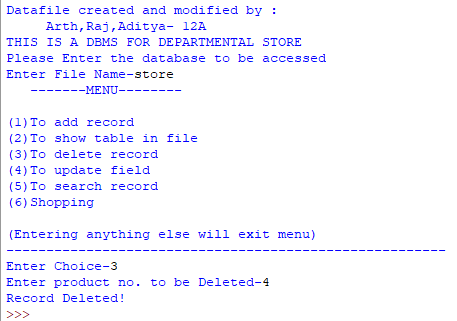 Datafile created and modified by :
Arth,Raj,Aditya- 12A
THIS IS A DBMS FOR DEPARTMENTAL STORE
Please Enter the database to be accessed
Enter File Name-store
-------MENU--------
(1)To add record
(2)To show table in file
(3)To delete record
(4)To update field
(5)To search record
(6)Shopping
(Entering anything else will exit menu)
--------------------------------------------------------
Enter Choice-3
Enter product no. to be Deleted-4
Record Deleted!
>>>